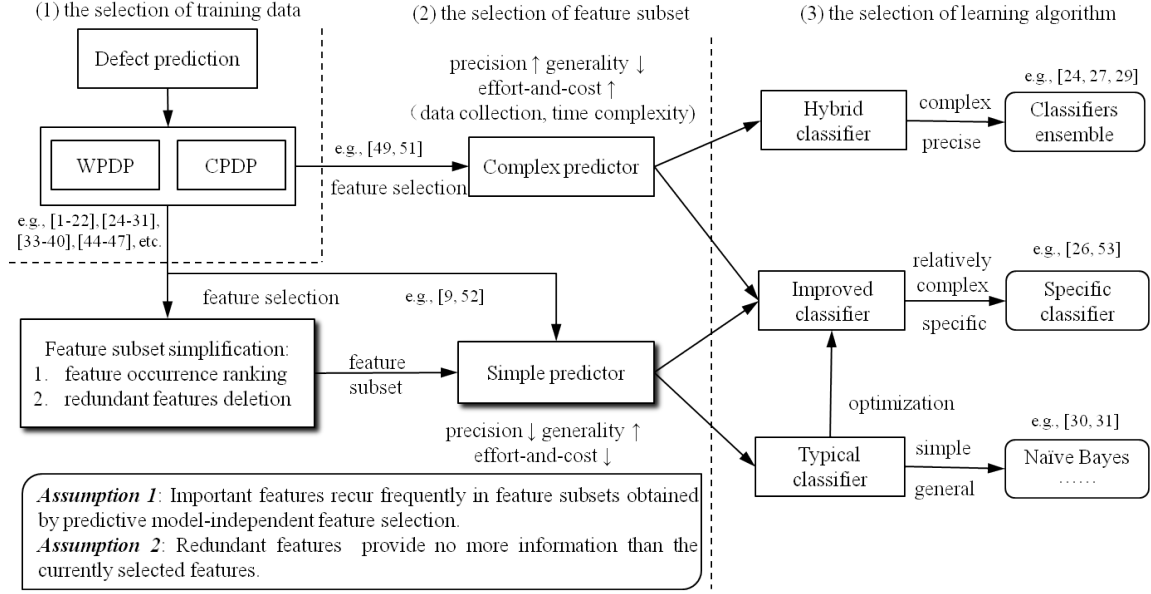 (1) the selection of training data
(2) the selection of feature subset
(3) the selection of learning algorithm
Defect prediction
WPDP
CPDP
e.g., [1-22], [24-31],
[33-40], [44-47], etc.
e.g., [49, 51]
feature selection
precision ↑ generality ↓
effort-and-cost ↑
(data collection, time complexity)
Complex predictor
Hybrid
classifier
complex
precise
e.g., [24, 27, 29]
Classifiers
ensemble
feature selection
e.g., [9, 52]
Feature subset simplification:
1. feature occurrence ranking
2. redundant features deletion
feature
subset
Simple predictor
precision ↓ generality ↑
effort-and-cost ↓
Improved
classifier
relatively
complex
specific
e.g., [26, 53]
Specific
classifier
optimization
Typical
classifier
simple
general
e.g., [30, 31]
Naïve Bayes
......
Assumption 1: Important features recur frequently in feature subsets obtained
by predictive model-independent feature selection.
Assumption 2: Redundant features provide no more information than the
currently selected features.